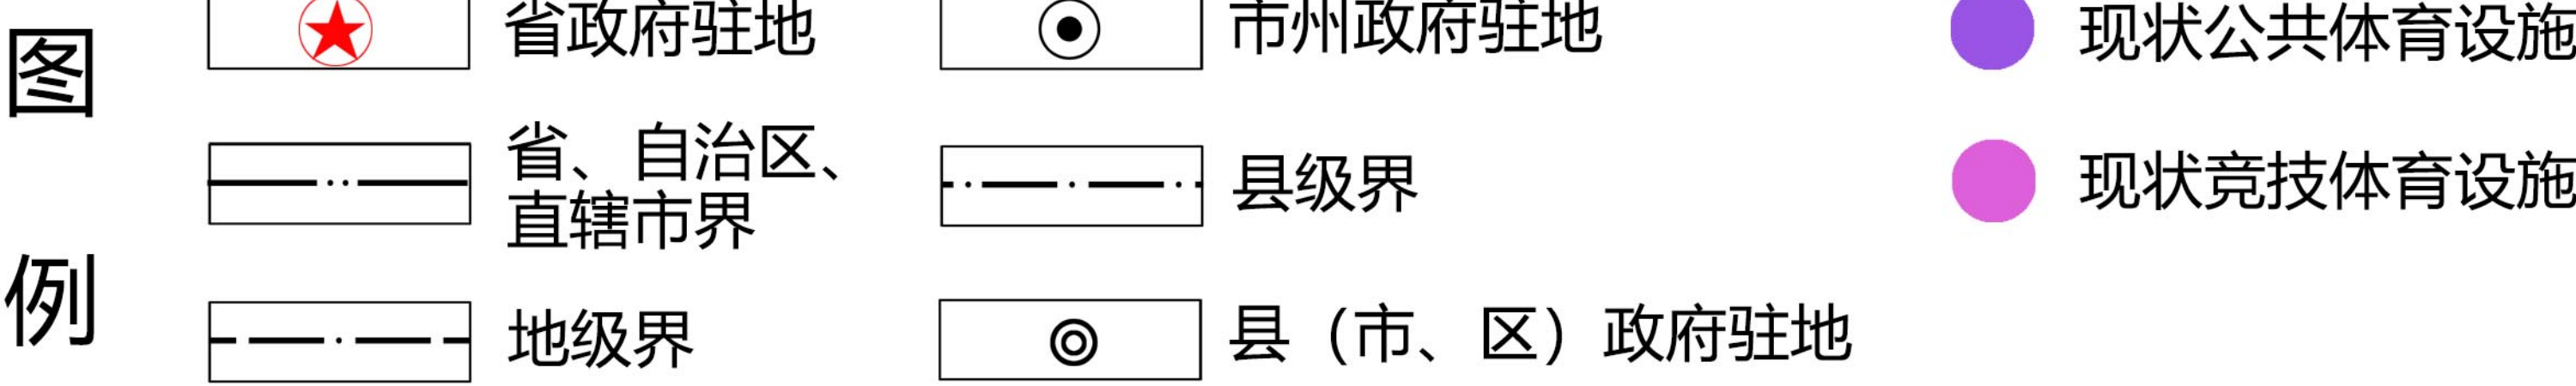 图例
省政府驻地
市州政府驻地
现状公共体育设施
省、自治区、
直辖市界
县级界
现状竞技体育设施
地级界
县（市、区）政府驻地